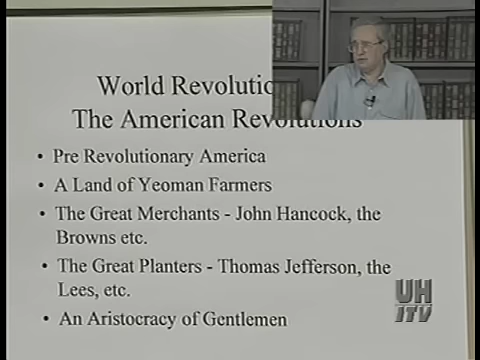 World Revolutio
The American Revolutions
• Pre Revolutionary America
• A Land of Yeoman Farmers
• The Great Merchants - John Hancock, the
Browns etc.
• The Great Planters - Thomas Jefferson, the
Lees, etc.
• An Aristocracy of Gentlemen
UH
ITV